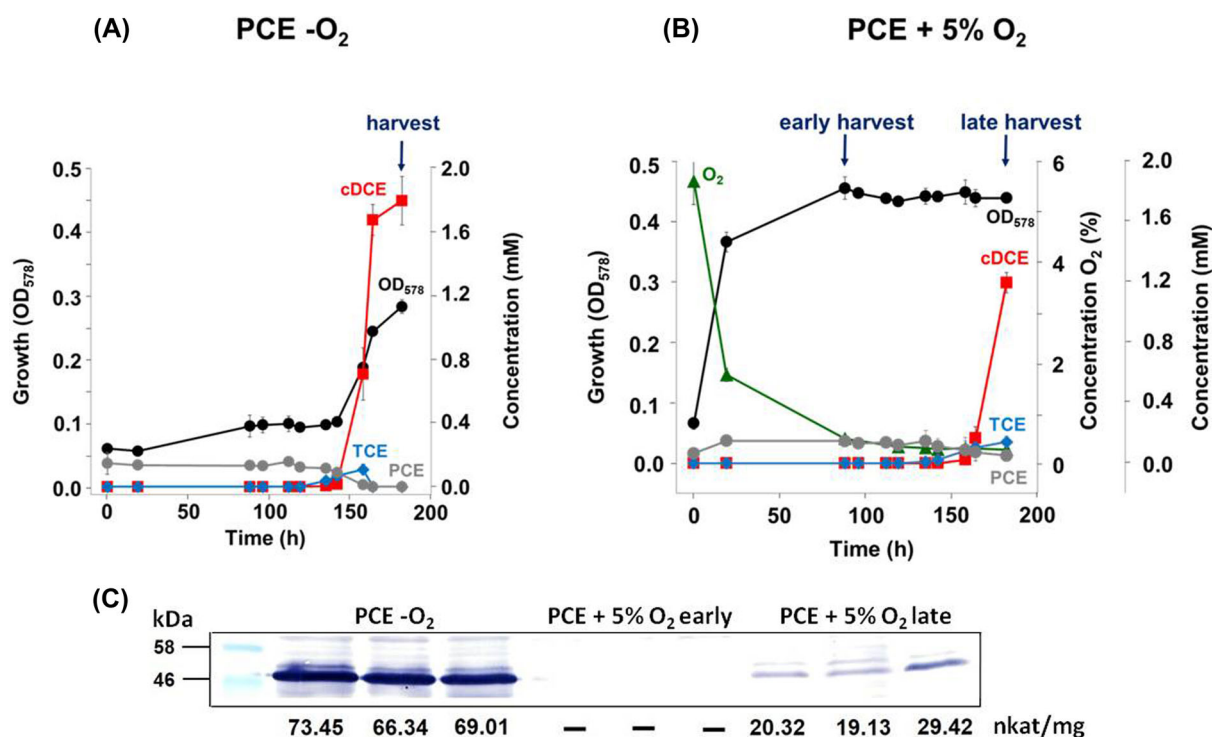 (A) PCE -O₂
harvest
cDCE
OD₅₇₈
TCE
PCE
Growth (OD₅₇₈)
0.5
0.4
0.3
0.2
0.1
0.0
Concentration (mM)
2.0
1.6
1.2
0.8
0.4
0.0
0 50 100 150 200
Time (h)
(B) PCE + 5% O₂
early harvest late harvest
O₂
OD₅₇₈
cDCE
TCE
PCE
Growth (OD₅₇₈)
0.5
0.4
0.3
0.2
0.1
0.0
Concentration O₂ (%)
6
4
2
0
Concentration (mM)
2.0
1.6
1.2
0.8
0.4
0.0
0 50 100 150 200
Time (h)
(C)
kDa PCE -O₂ PCE + 5% O₂ early PCE + 5% O₂ late
58
46
73.45 66.34 69.01 – – – 20.32 19.13 29.42 nkat/mg